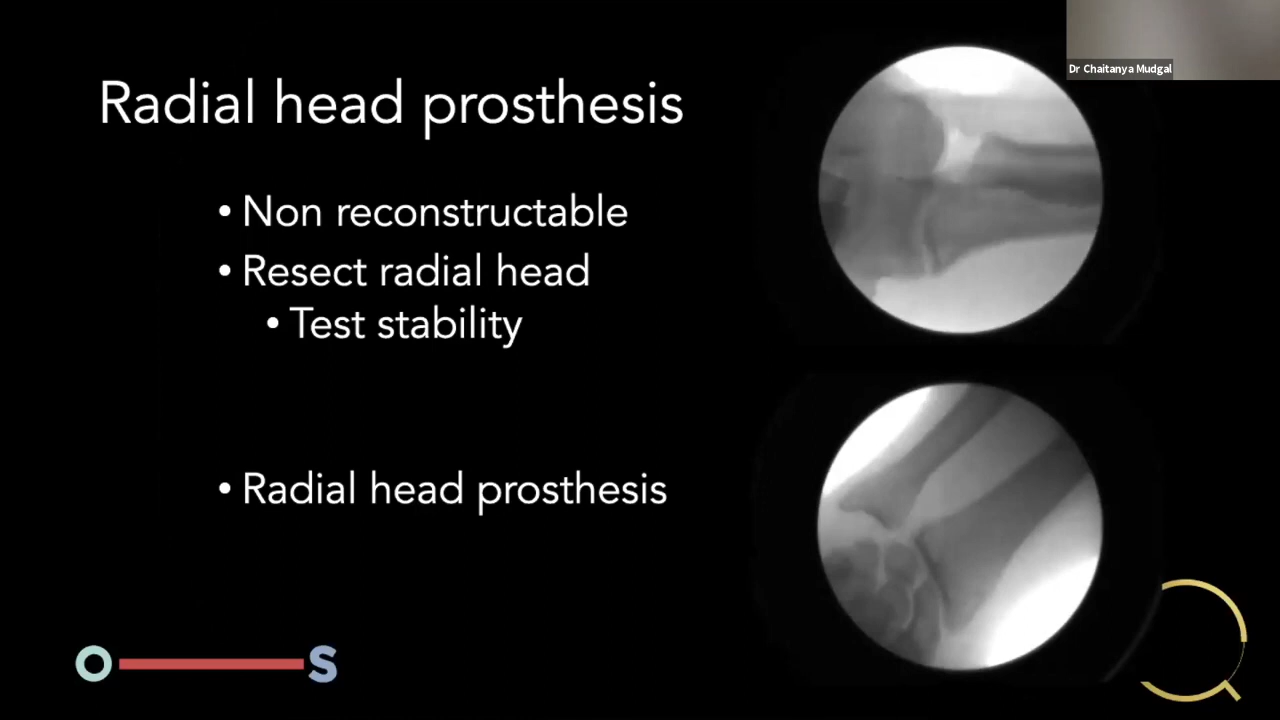 Dr Chaitanya Mudgal
Radial head prosthesis
• Non reconstructable
• Resect radial head
• Test stability
• Radial head prosthesis
O S